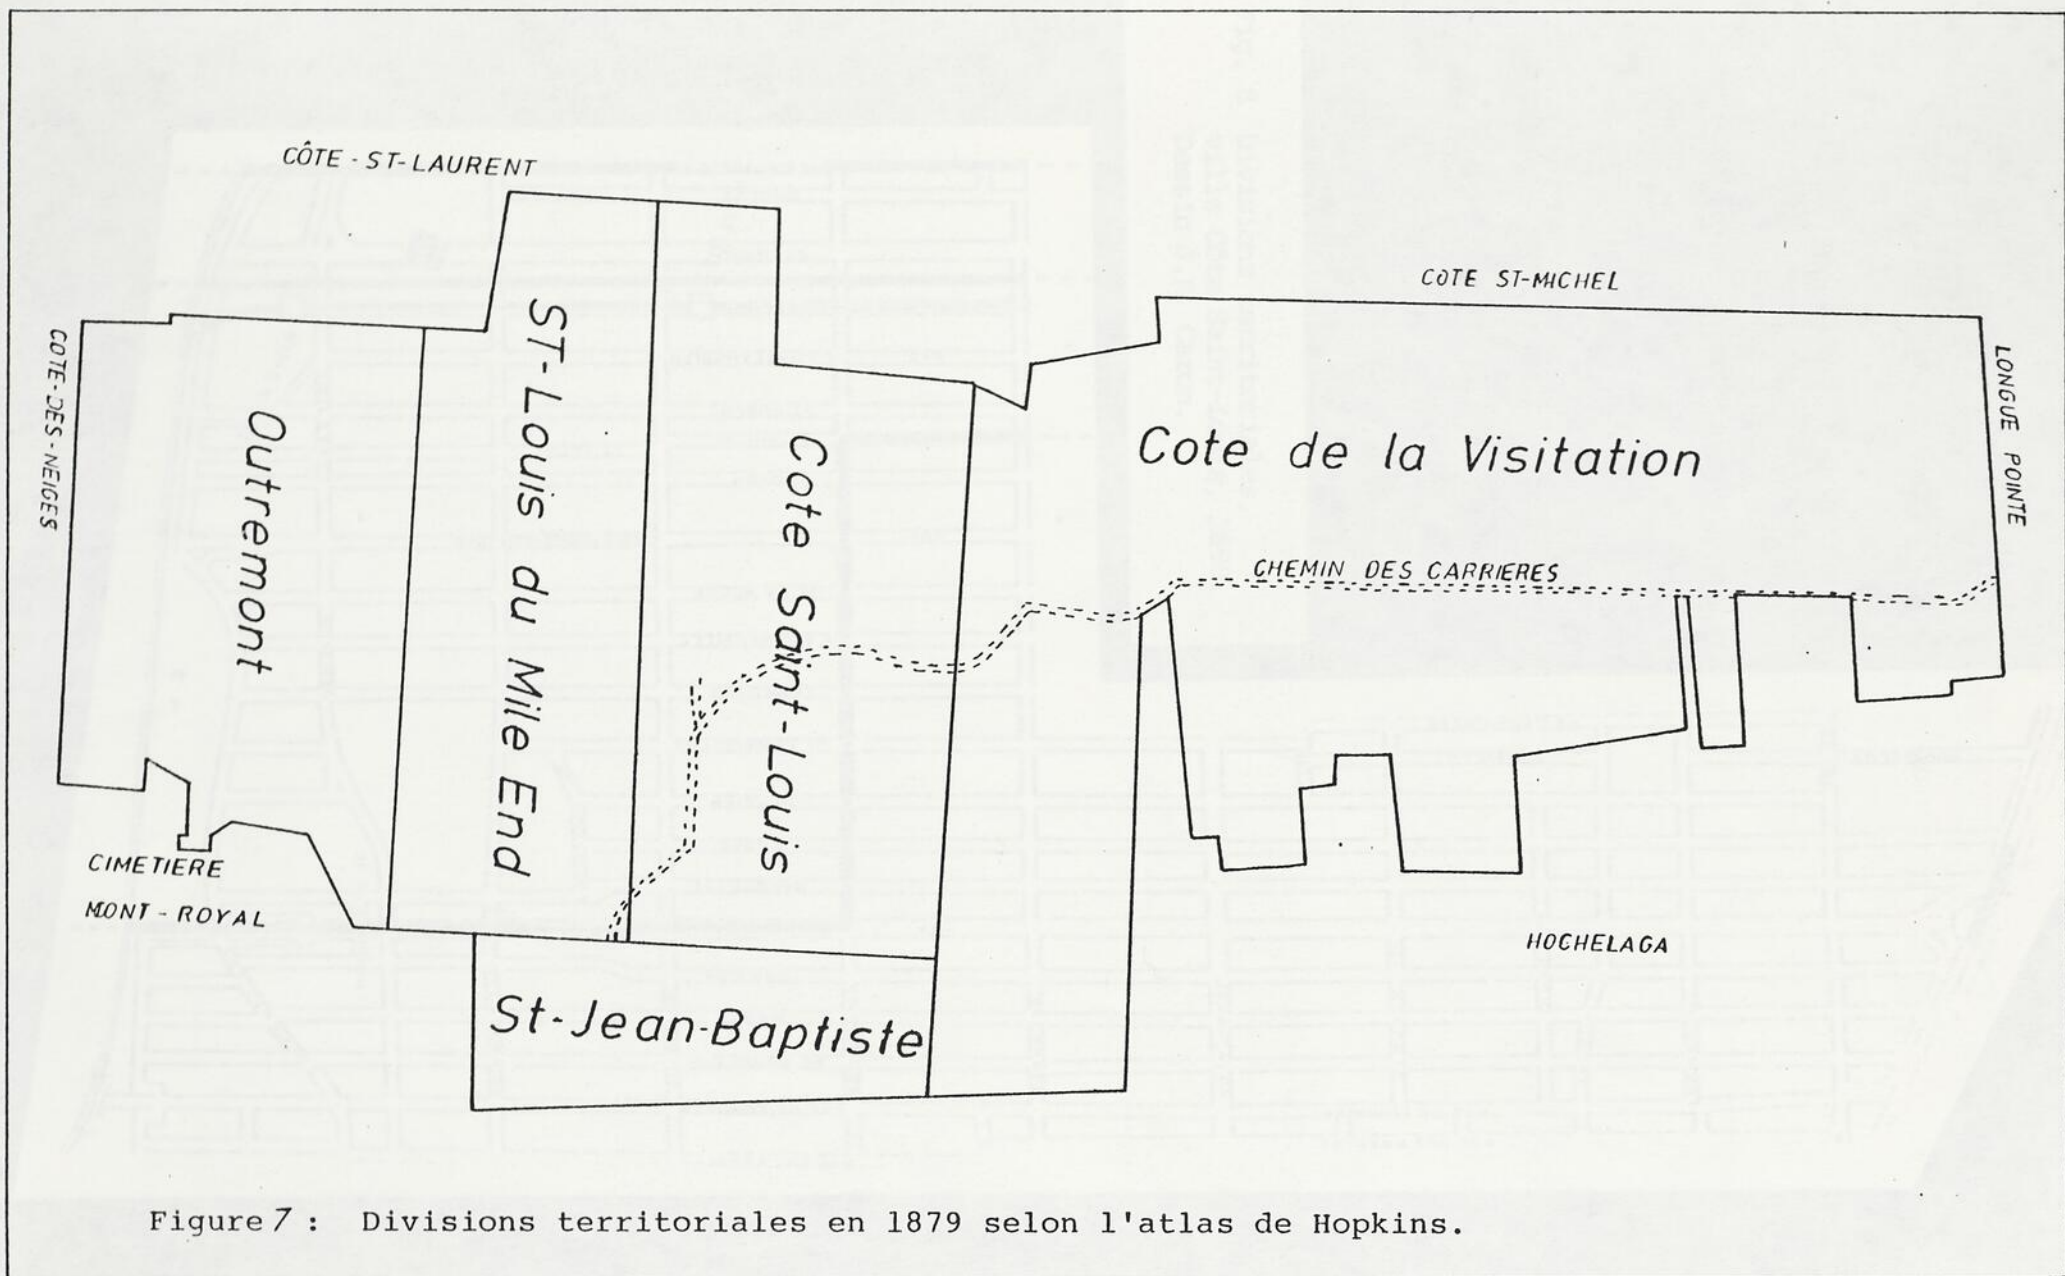 CÔTE-ST-LAURENT
COTE ST-MICHEL
COTE-DES-NEIGES
LONGUE POINTE
Outremont
ST-Louis du Mile End
Cote Saint-Louis
Cote de la Visitation
CHEMIN DES CARRIERES
CIMETIERE
MONT-ROYAL
HOCHELAGA
St-Jean-Baptiste
Figure 7 : Divisions territoriales en 1879 selon l'atlas de Hopkins.